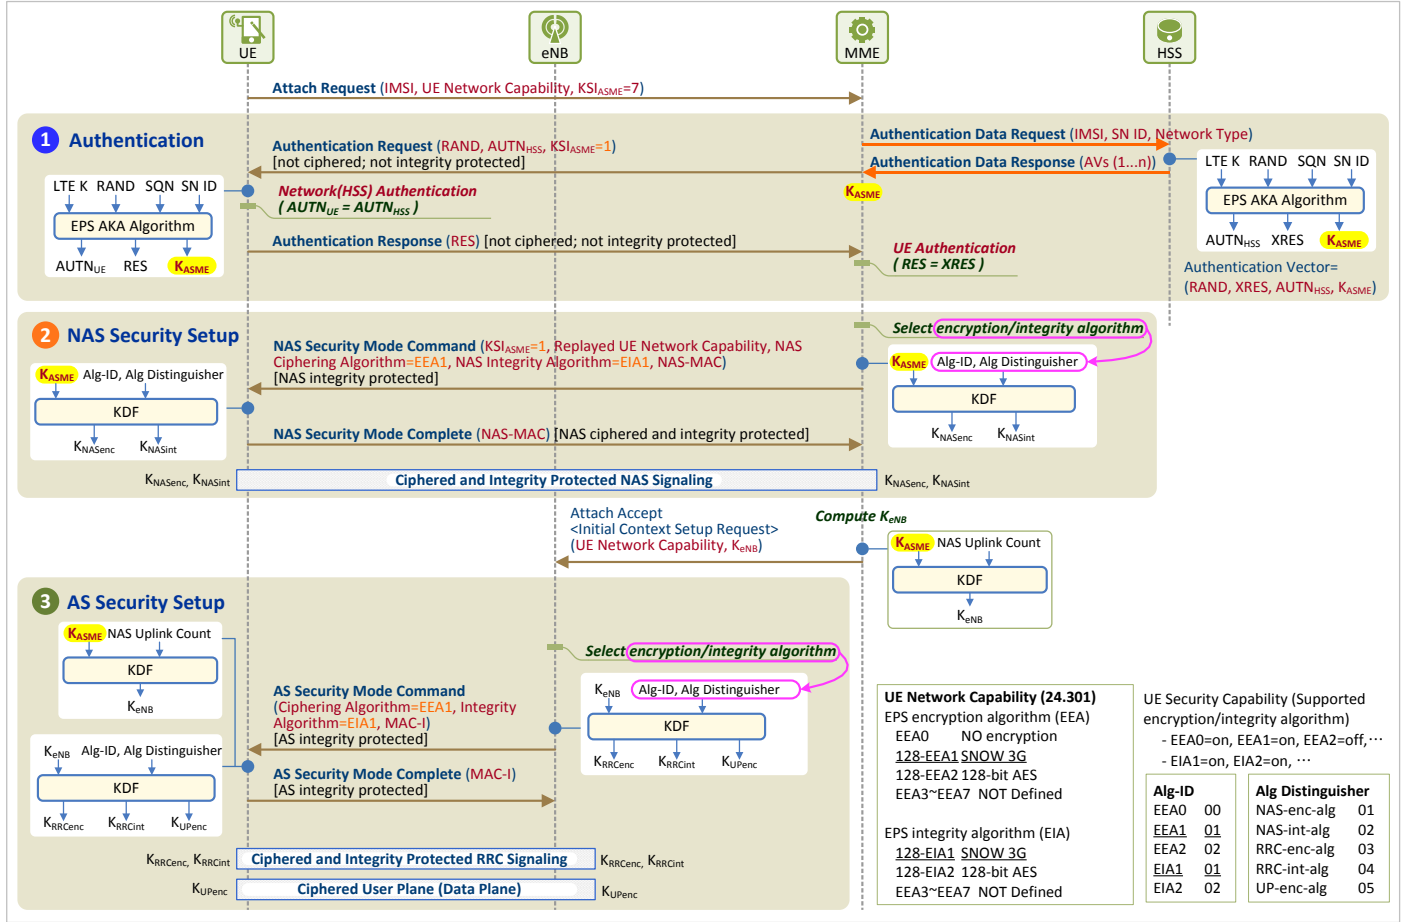 UE
eNB
MME
HSS
Attach Request (IMSI, UE Network Capability, KSIASME=7)
1 Authentication
Authentication Data Request (IMSI, SN ID, Network Type)
Authentication Request (RAND, AUTNHSS, KSIASME=1)
[not ciphered; not integrity protected]
Authentication Data Response (AVs (1...n))
LTE K RAND SQN SN ID
EPS AKA Algorithm
AUTNUE RES KASME
Network(HSS) Authentication
( AUTNUE = AUTNHSS )
KASME
LTE K RAND SQN SN ID
EPS AKA Algorithm
AUTNHSS XRES KASME
Authentication Response (RES) [not ciphered; not integrity protected]
UE Authentication
( RES = XRES )
Authentication Vector=
(RAND, XRES, AUTNHSS, KASME)
2 NAS Security Setup
Select encryption/integrity algorithm
NAS Security Mode Command (KSIASME=1, Replayed UE Network Capability, NAS
Ciphering Algorithm=EEA1, NAS Integrity Algorithm=EIA1, NAS-MAC)
[NAS integrity protected]
KASME Alg-ID, Alg Distinguisher
KDF
KNASenc KNASint
KASME Alg-ID, Alg Distinguisher
KDF
KNASenc KNASint
NAS Security Mode Complete (NAS-MAC) [NAS ciphered and integrity protected]
KNASenc, KNASint
Ciphered and Integrity Protected NAS Signaling
KNASenc, KNASint
Attach Accept
<Initial Context Setup Request>
(UE Network Capability, KeNB)
Compute KeNB
KASME NAS Uplink Count
KDF
KeNB
3 AS Security Setup
KASME NAS Uplink Count
KDF
KeNB
Select encryption/integrity algorithm
AS Security Mode Command
(Ciphering Algorithm=EEA1, Integrity
Algorithm=EIA1, MAC-I)
[AS integrity protected]
KeNB Alg-ID, Alg Distinguisher
KDF
KRRCenc KRRCint KUPenc
KeNB Alg-ID, Alg Distinguisher
KDF
KRRCenc KRRCint KUPenc
AS Security Mode Complete (MAC-I)
[AS integrity protected]
KRRCenc, KRRCint
Ciphered and Integrity Protected RRC Signaling
KRRCenc, KRRCint
KUPenc
Ciphered User Plane (Data Plane)
KUPenc
UE Network Capability (24.301)
EPS encryption algorithm (EEA)
EEA0 NO encryption
128-EEA1 SNOW 3G
128-EEA2 128-bit AES
EEA3~EEA7 NOT Defined
EPS integrity algorithm (EIA)
128-EIA1 SNOW 3G
128-EIA2 128-bit AES
EEA3~EEA7 NOT Defined
UE Security Capability (Supported
encryption/integrity algorithm)
- EEA0=on, EEA1=on, EEA2=off,⋯
- EIA1=on, EIA2=on, ⋯
Alg-ID
EEA0 00
EEA1 01
EEA2 02
EIA1 01
EIA2 02
Alg Distinguisher
NAS-enc-alg 01
NAS-int-alg 02
RRC-enc-alg 03
RRC-int-alg 04
UP-enc-alg 05